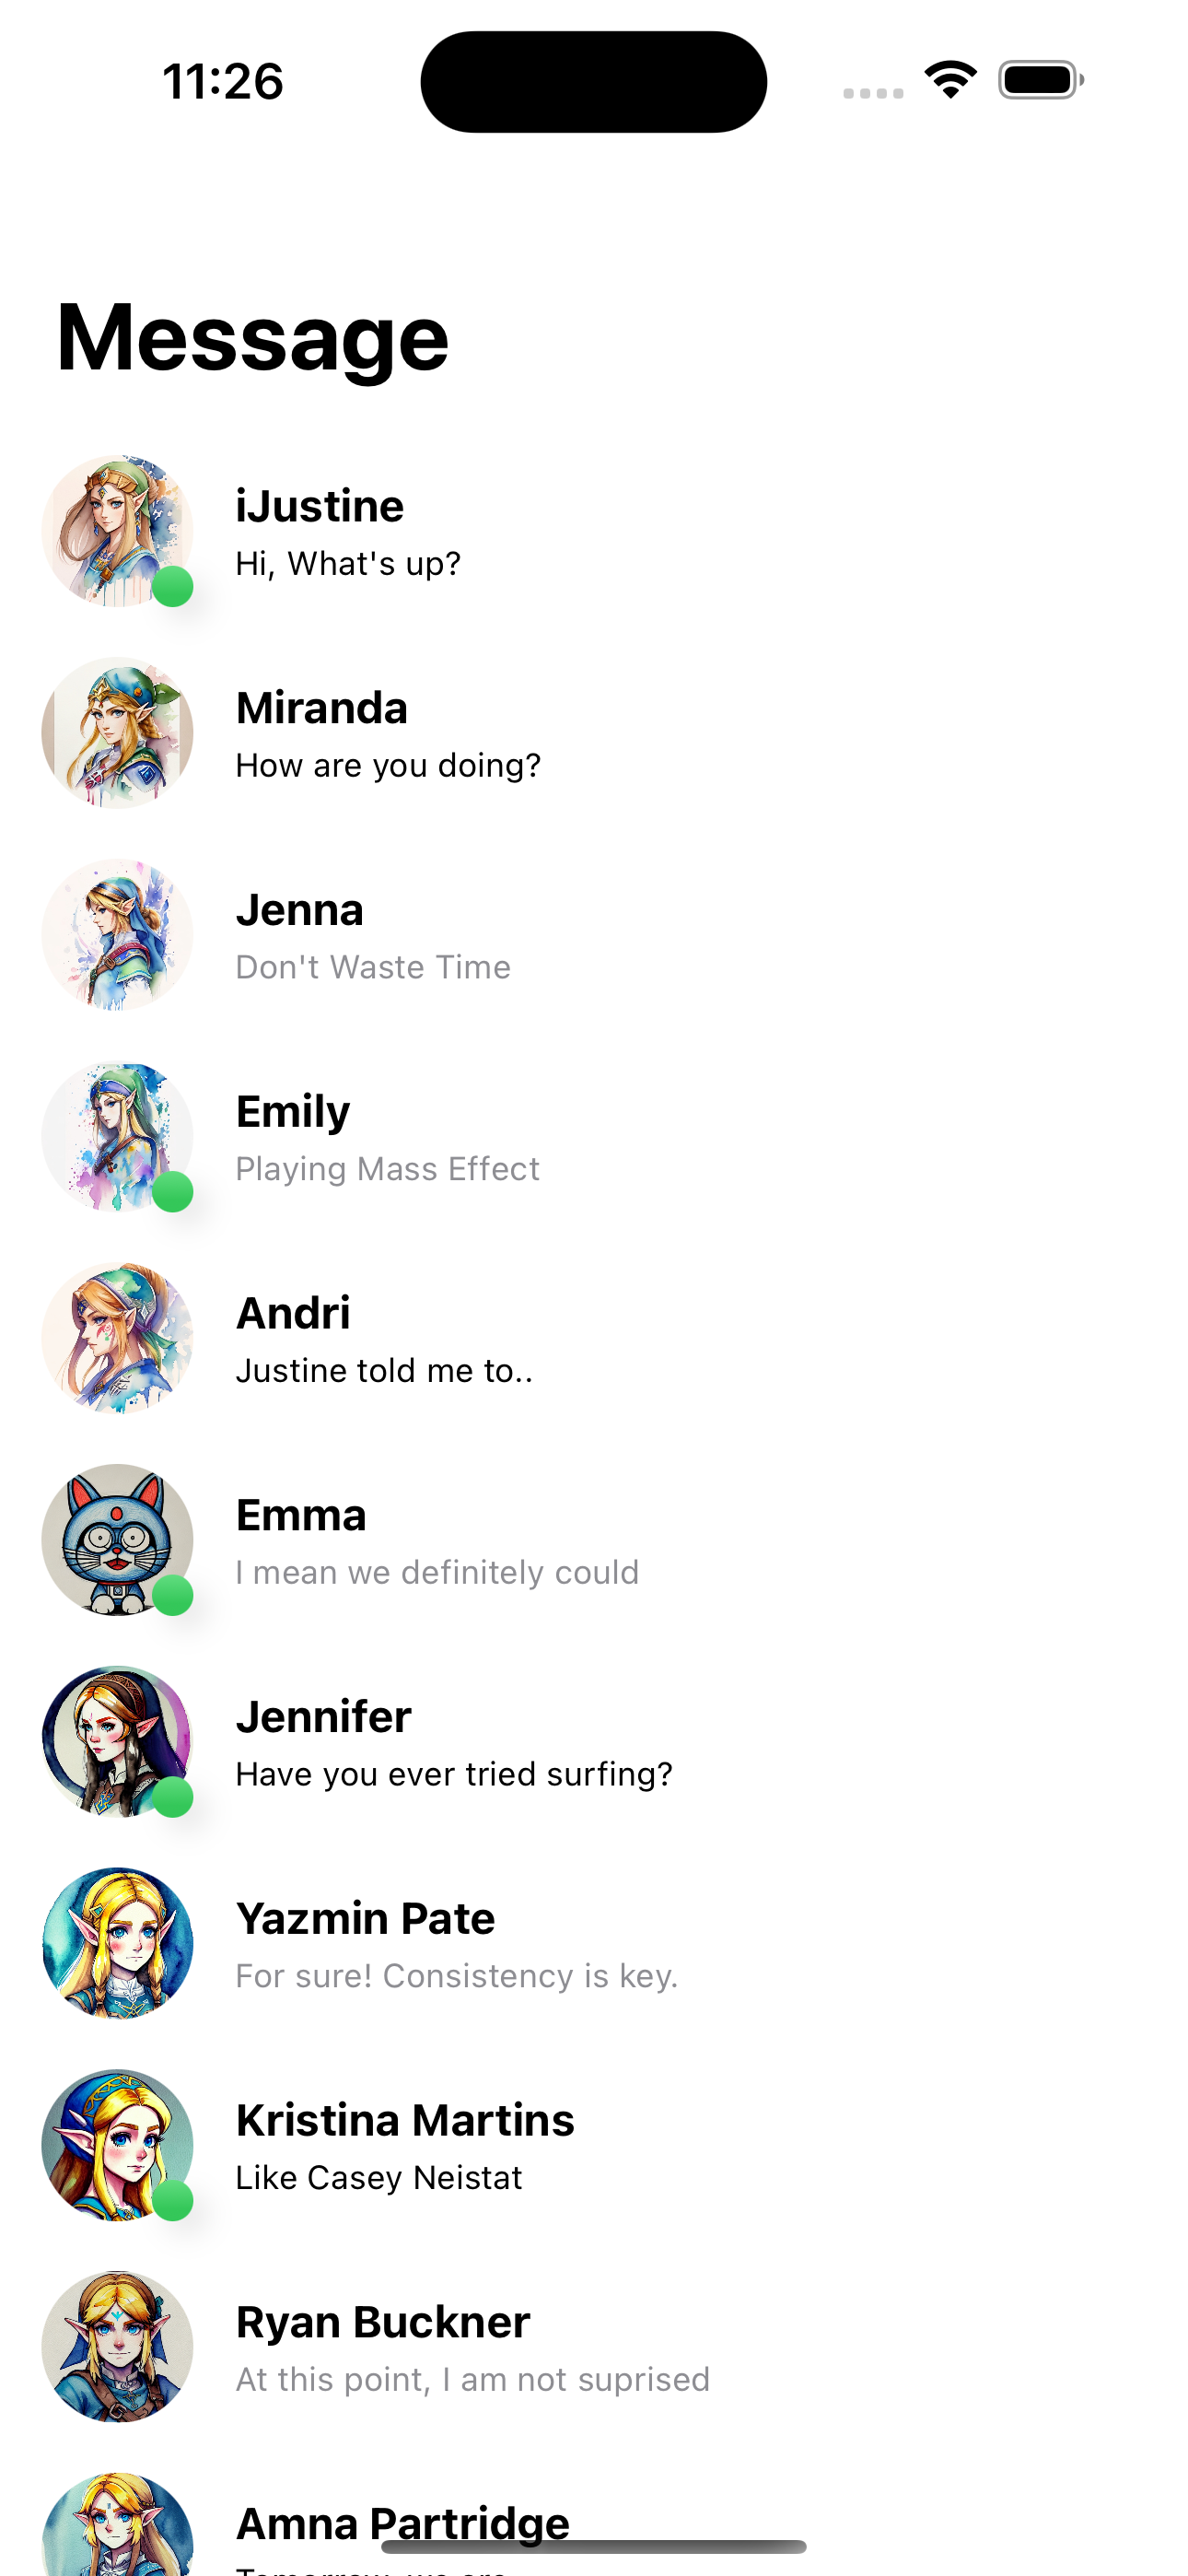 11:26
Message
iJustine
Hi, What's up?
Miranda
How are you doing?
Jenna
Don't Waste Time
Emily
Playing Mass Effect
Andri
Justine told me to..
Emma
I mean we definitely could
Jennifer
Have you ever tried surfing?
Yazmin Pate
For sure! Consistency is key.
Kristina Martins
Like Casey Neistat
Ryan Buckner
At this point, I am not suprised
Amna Partridge